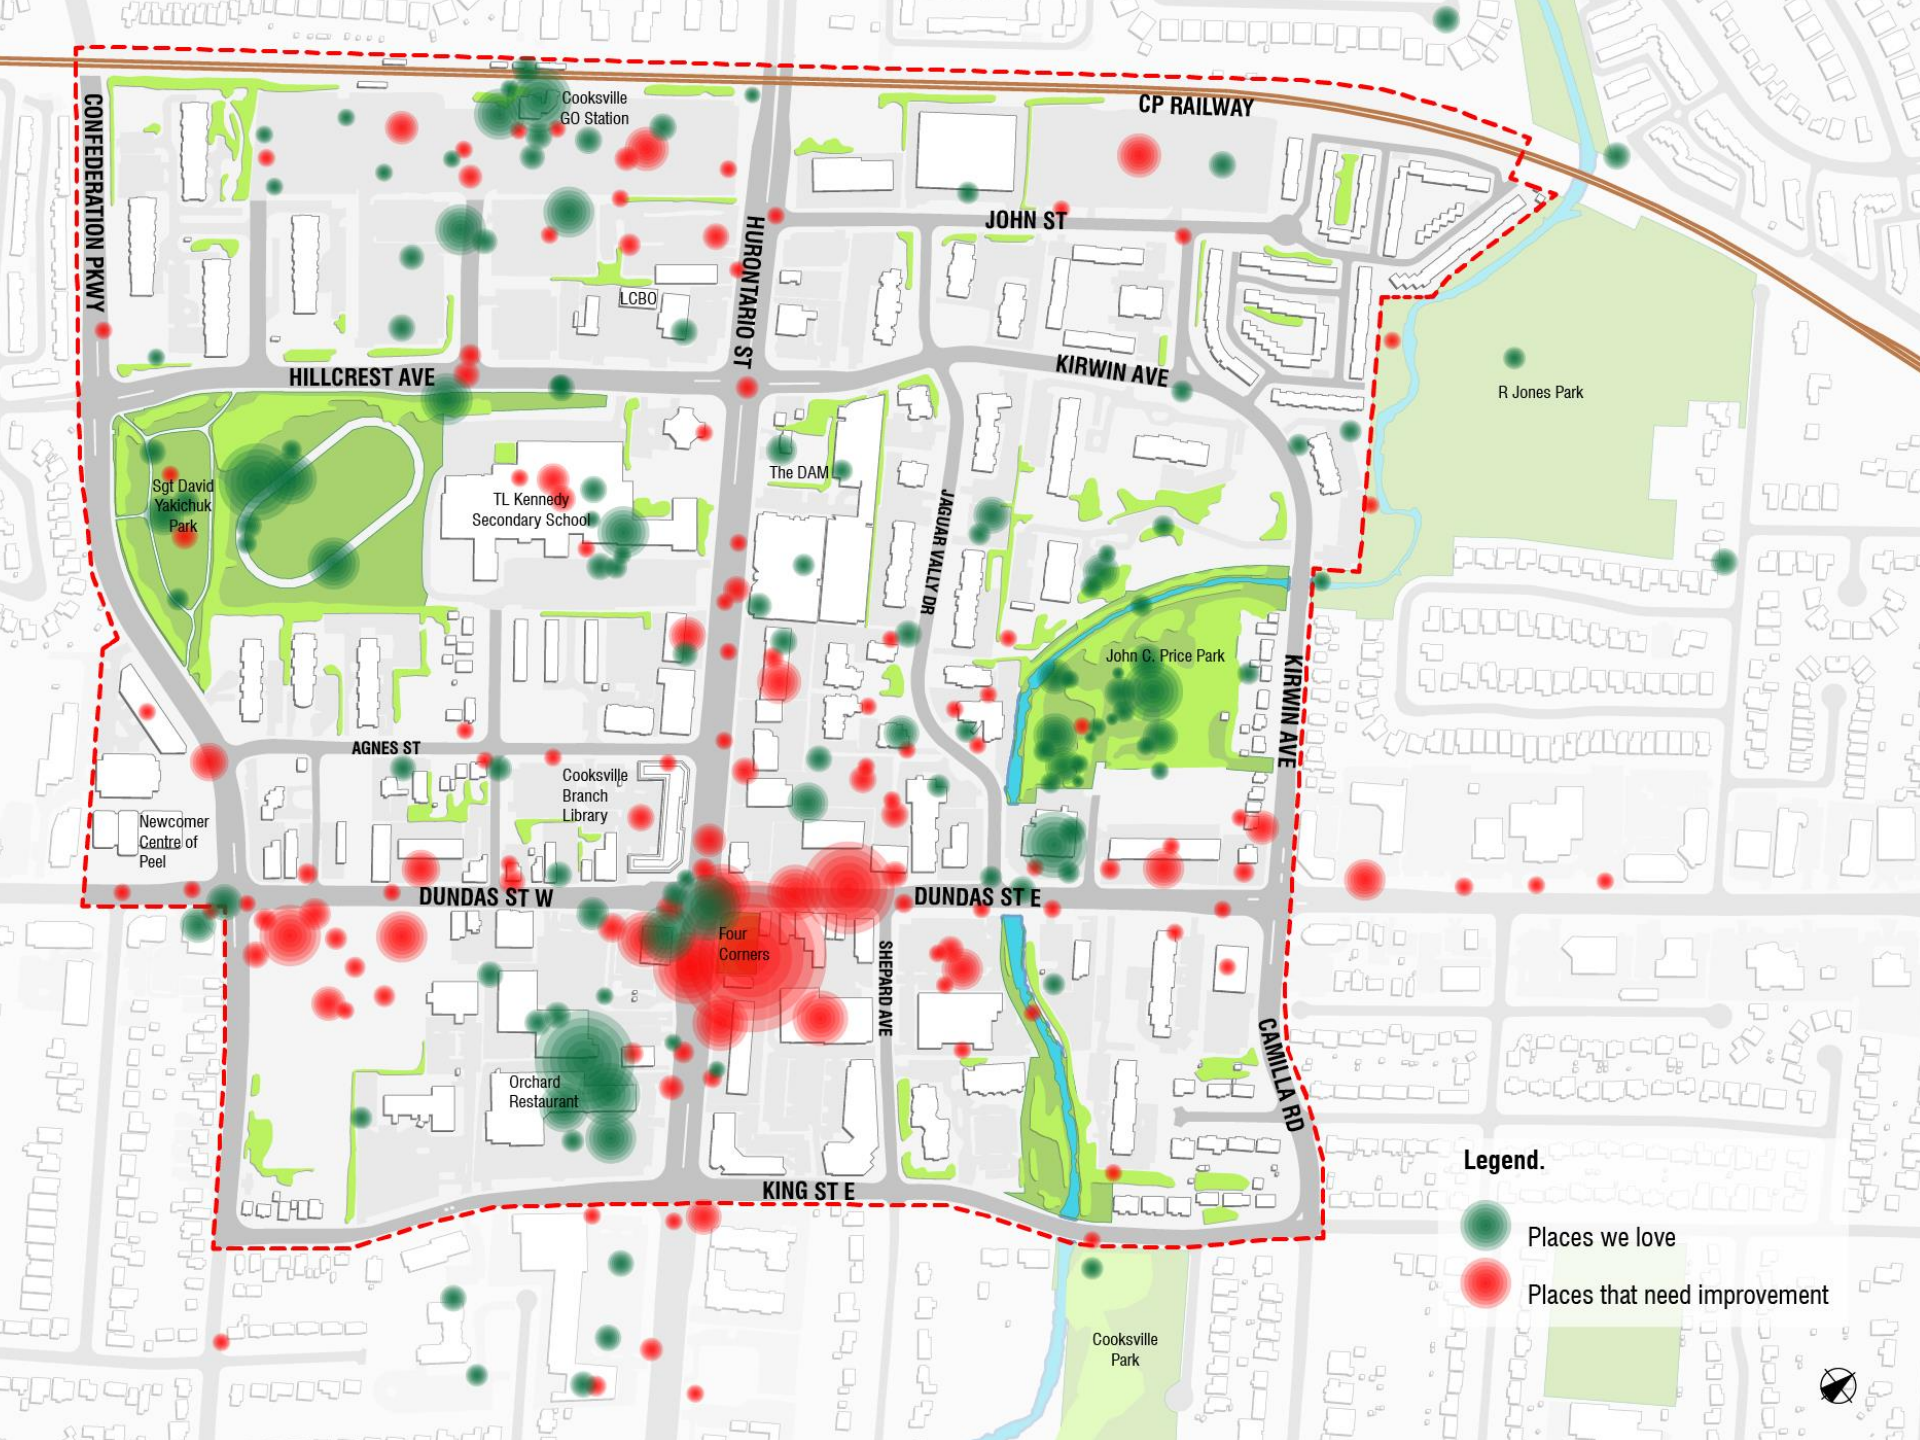 CP RAILWAY
Cooksville
GO Station
CONFEDERATION PKWY
HURONTARIO ST
JOHN ST
LCBO
HILLCREST AVE
KIRWIN AVE
R Jones Park
The DAM
Sgt David
Yakichuk
Park
TL Kennedy
Secondary School
JAGUAR VALLY DR
John C. Price Park
KIRWIN AVE
AGNES ST
Cooksville
Branch
Library
Newcomer
Centre of
Peel
DUNDAS ST W
DUNDAS ST E
Four
Corners
SHEPARD AVE
CAMILLA RD
Orchard
Restaurant
KING ST E
Legend.
Places we love
Places that need improvement
Cooksville
Park